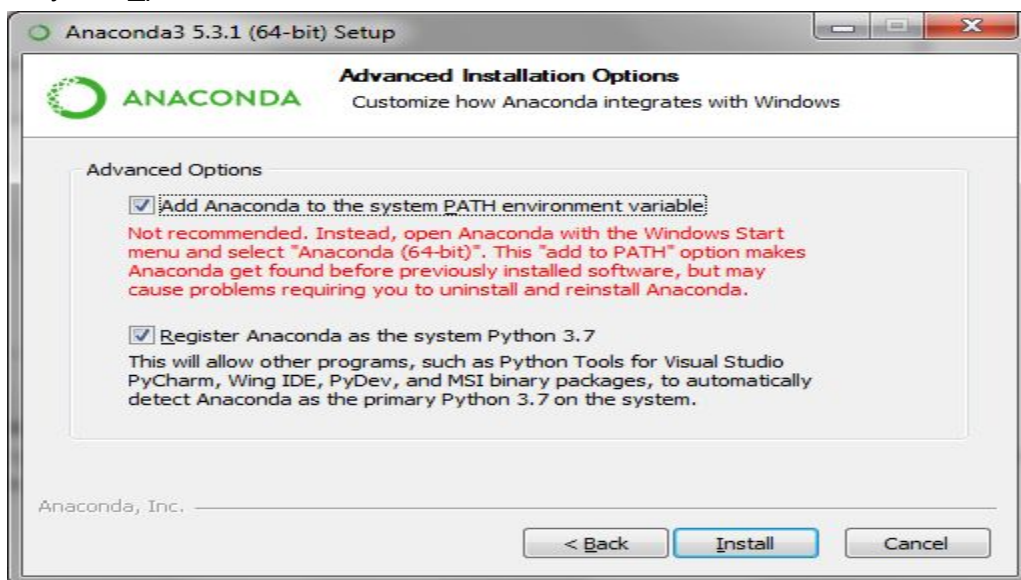 Anaconda3 5.3.1 (64-bit) Setup
ANACONDA
Advanced Installation Options
Customize how Anaconda integrates with Windows
Advanced Options
Add Anaconda to the system PATH environment variable
Not recommended. Instead, open Anaconda with the Windows Start
menu and select "Anaconda (64-bit)". This "add to PATH" option makes
Anaconda get found before previously installed software, but may
cause problems requiring you to uninstall and reinstall Anaconda.
Register Anaconda as the system Python 3.7
This will allow other programs, such as Python Tools for Visual Studio
PyCharm, Wing IDE, PyDev, and MSI binary packages, to automatically
detect Anaconda as the primary Python 3.7 on the system.
Anaconda, Inc.
< Back
Install
Cancel